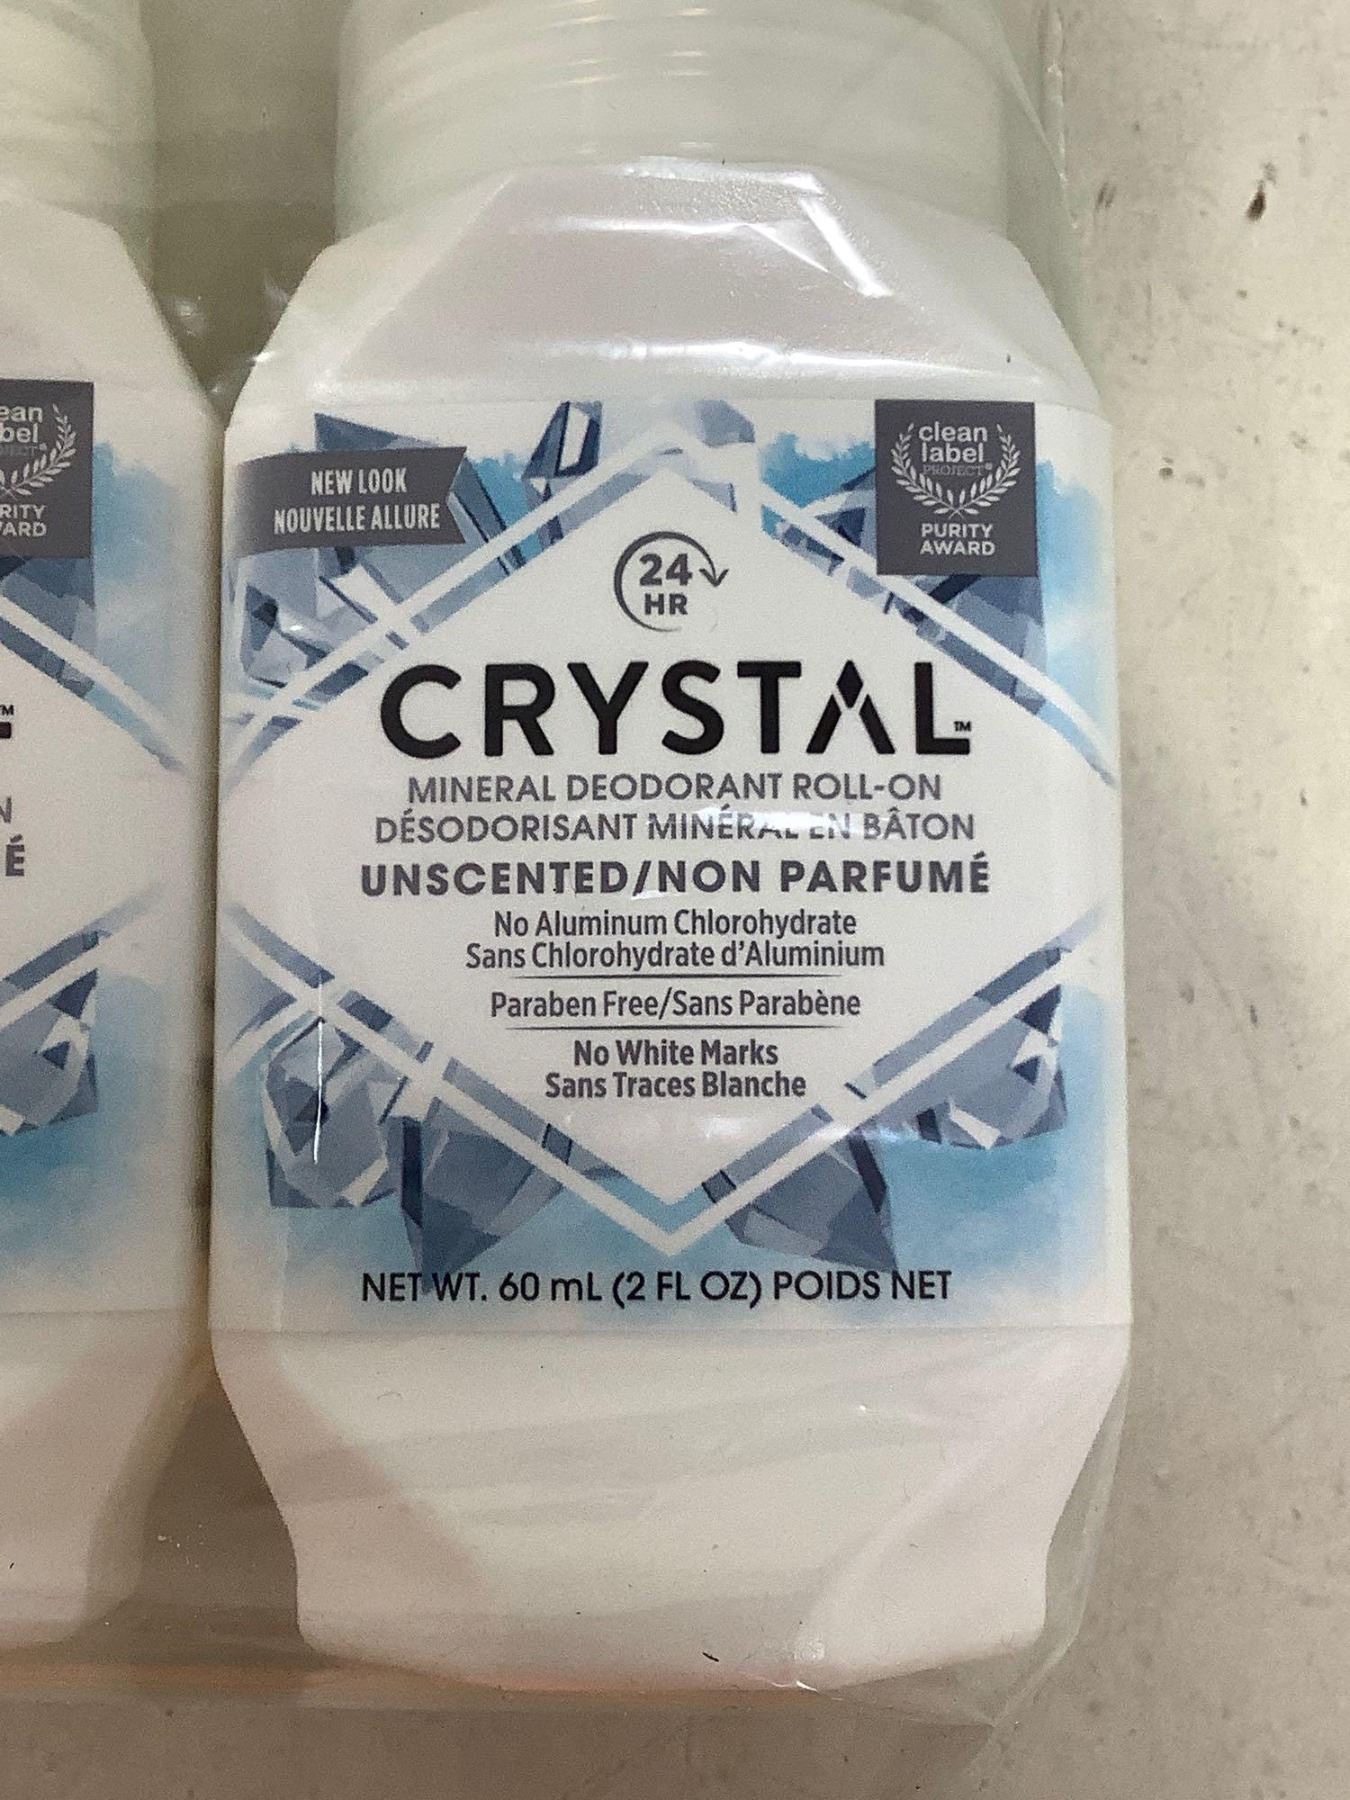 NEW LOOK
NOUVELLE ALLURE
clean
label
PROJECT®
PURITY
AWARD
24
HR
CRYSTAL™
MINERAL DEODORANT ROLL-ON
DÉSODORISANT MINÉRAL EN BÂTON
UNSCENTED/NON PARFUMÉ
No Aluminum Chlorohydrate
Sans Chlorohydrate d'Aluminium
Paraben Free/Sans Parabène
No White Marks
Sans Traces Blanche
NET WT. 60 mL (2 FL OZ) POIDS NET